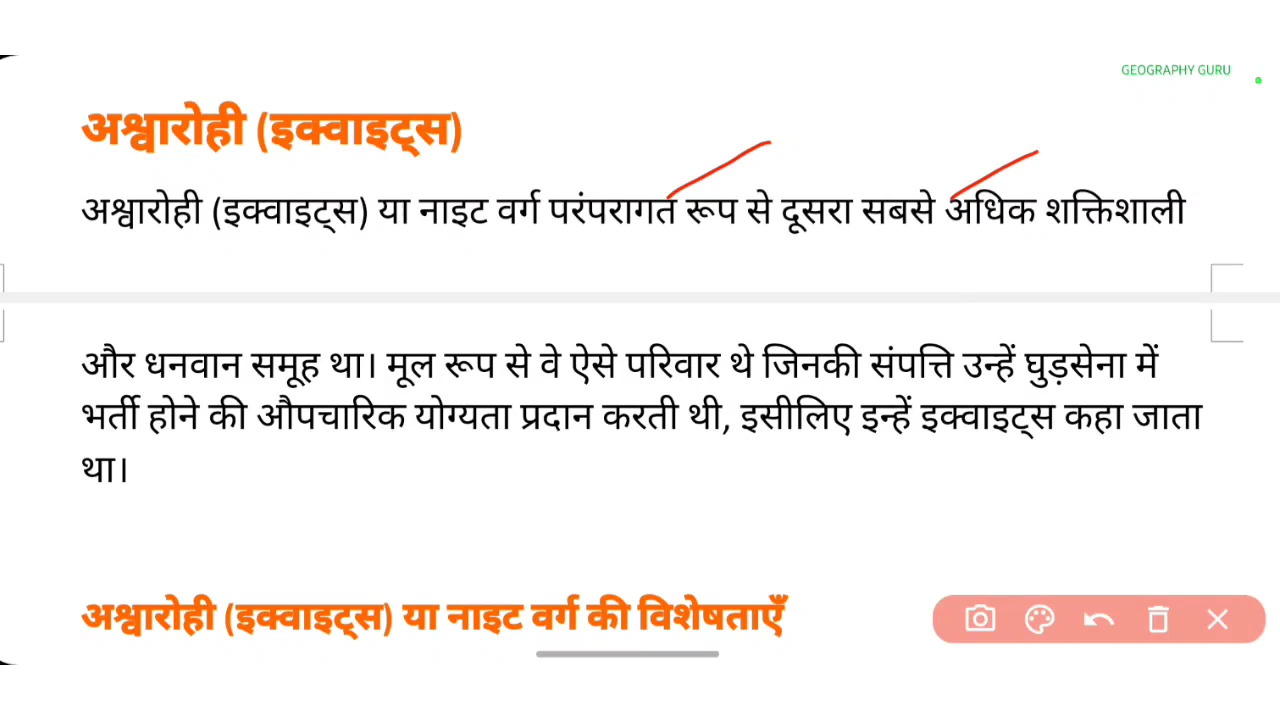 GEOGRAPHY GURU
अश्वारोही (इक्वाइट्स)
अश्वारोही (इक्वाइट्स) या नाइट वर्ग परंपरागत रूप से दूसरा सबसे अधिक शक्तिशाली
और धनवान समूह था। मूल रूप से वे ऐसे परिवार थे जिनकी संपत्ति उन्हें घुड़सेना में
भर्ती होने की औपचारिक योग्यता प्रदान करती थी, इसीलिए इन्हें इक्वाइट्स कहा जाता
था।
अश्वारोही (इक्वाइट्स) या नाइट वर्ग की विशेषताएँ